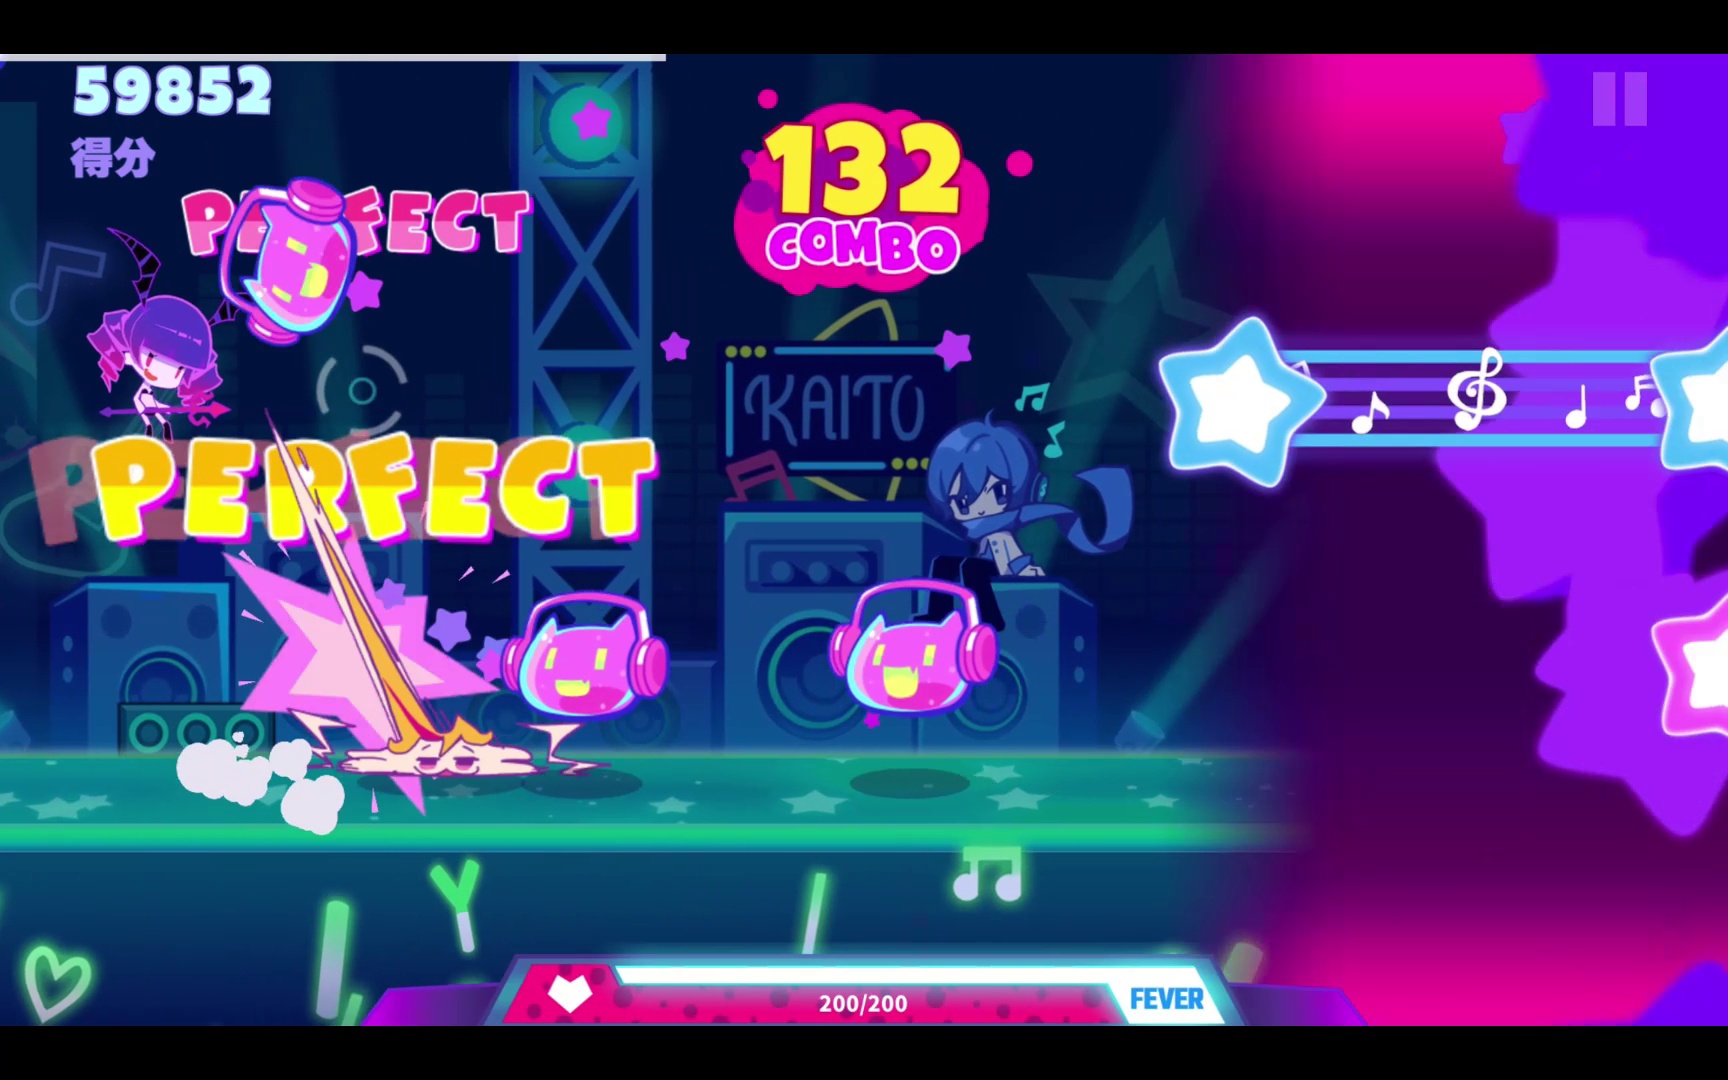 59852
得分
132
COMBO
PERFECT
KAITO
PERFECT
200/200
FEVER